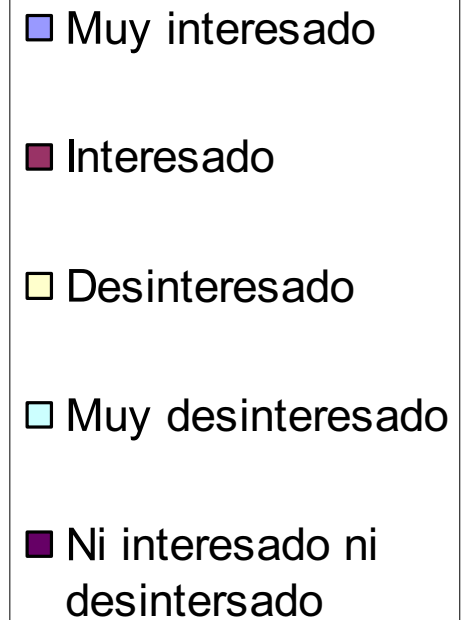 Muy interesado
Interesado
Desinteresado
Muy desinteresado
Ni interesado ni
desintersado